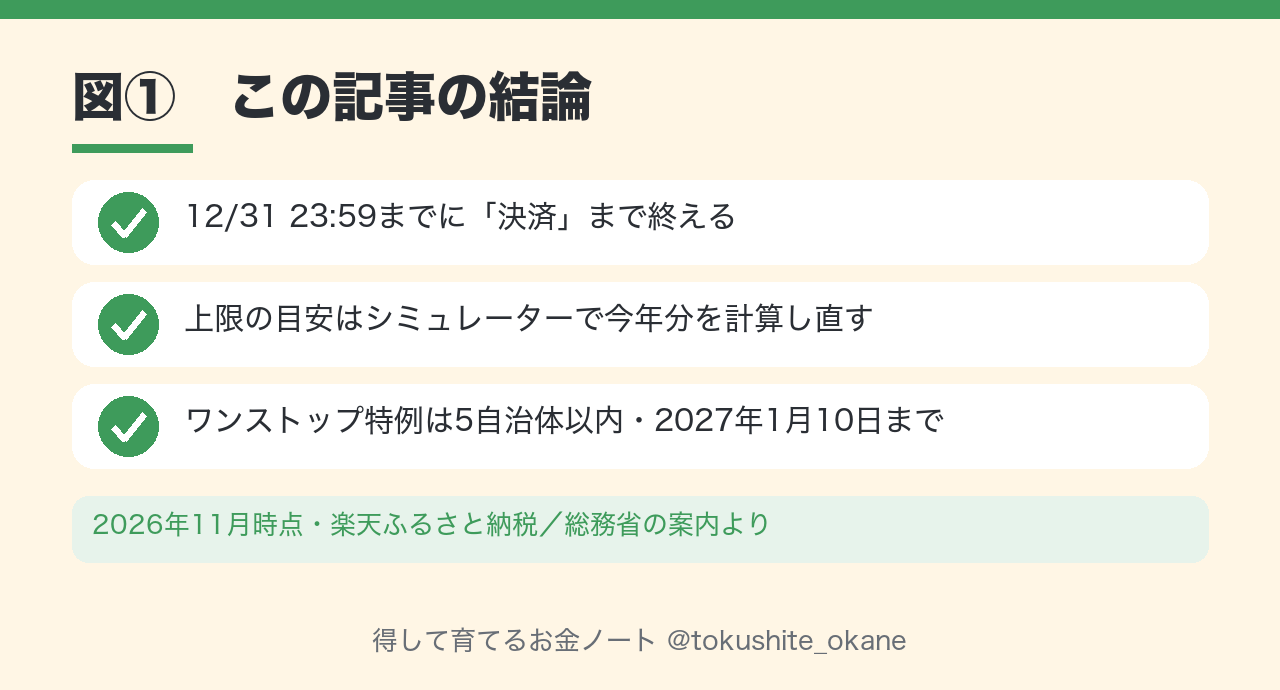 図①　この記事の結論
12/31 23:59までに「決済」まで終える
上限の目安はシミュレーターで今年分を計算し直す
ワンストップ特例は5自治体以内・2027年1月10日まで
2026年11月時点・楽天ふるさと納税／総務省の案内より
得して育てるお金ノート @tokushite_okane